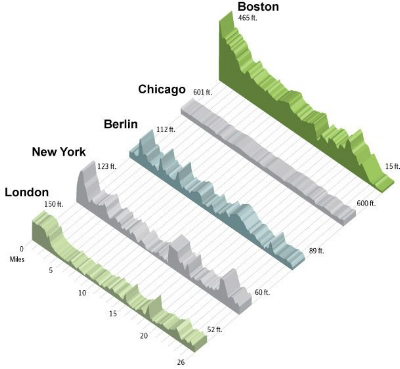 Boston
465 ft.
Chicago
601 ft.
Berlin
112 ft.
New York
123 ft.
London
150 ft.
15 ft.
600 ft.
89 ft.
60 ft.
52 ft.
0
Miles
5
10
15
20
26